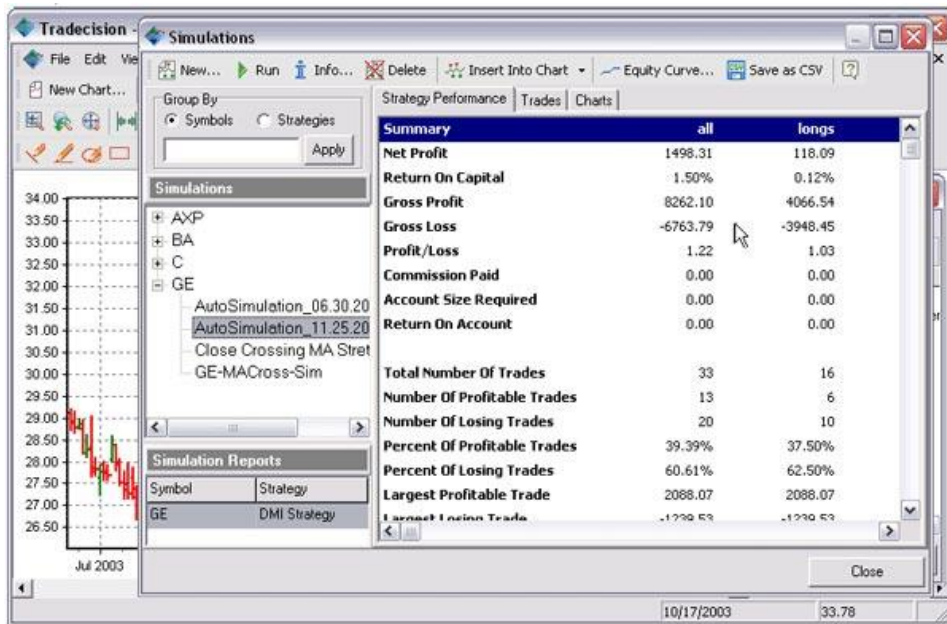 Tradecision -
File Edit Vie
New Chart...
Simulations
New... Run Info... Delete Insert Into Chart Equity Curve... Save as CSV
Group By
Symbols Strategies
Apply
Simulations
AXP
BA
C
GE
AutoSimulation_06.30.20
AutoSimulation_11.25.20
Close Crossing MA Stret
GE-MACross-Sim
Simulation Reports
Symbol Strategy
GE DMI Strategy
Strategy Performance Trades Charts
Summary all longs
Net Profit 1498.31 118.09
Return On Capital 1.50% 0.12%
Gross Profit 8262.10 4066.54
Gross Loss -6763.79 -3948.45
Profit/Loss 1.22 1.03
Commission Paid 0.00 0.00
Account Size Required 0.00 0.00
Return On Account 0.00 0.00
Total Number Of Trades 33 16
Number Of Profitable Trades 13 6
Number Of Losing Trades 20 10
Percent Of Profitable Trades 39.39% 37.50%
Percent Of Losing Trades 60.61% 62.50%
Largest Profitable Trade 2088.07 2088.07
Largest Losing Trade -1239.53 -1239.53
Close
34.00
33.50
33.00
32.50
32.00
31.50
31.00
30.50
30.00
29.50
29.00
28.50
28.00
27.50
27.00
26.50
Jul 2003
10/17/2003 33.78